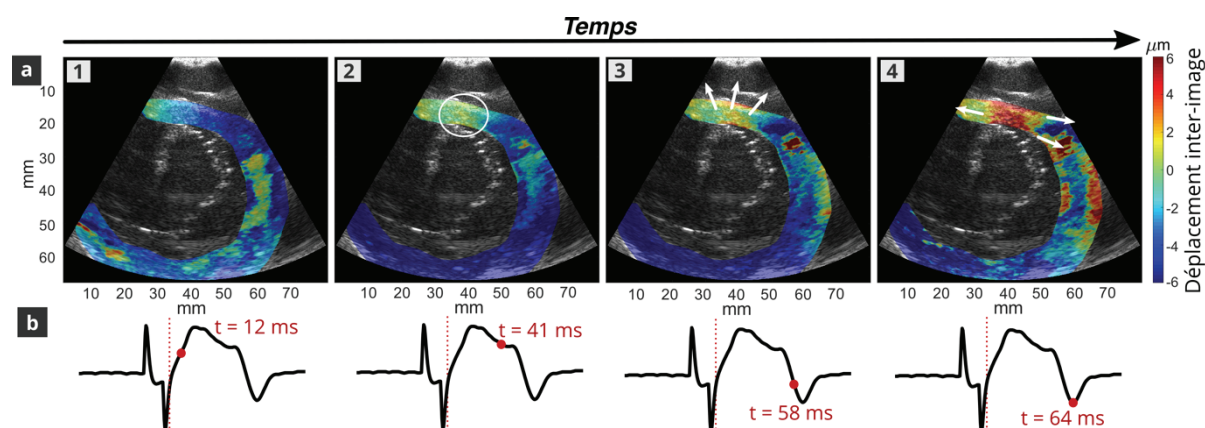 Temps
a
1
2
3
4
µm
6
4
2
0
-2
-4
-6
Déplacement inter-image
10
20
30
40
50
60
mm
10 20 30 40 50 60 70
10 20 30 40 50 60 70
10 20 30 40 50 60 70
10 20 30 40 50 60 70
mm
mm
mm
b
t = 12 ms
t = 41 ms
t = 58 ms
t = 64 ms